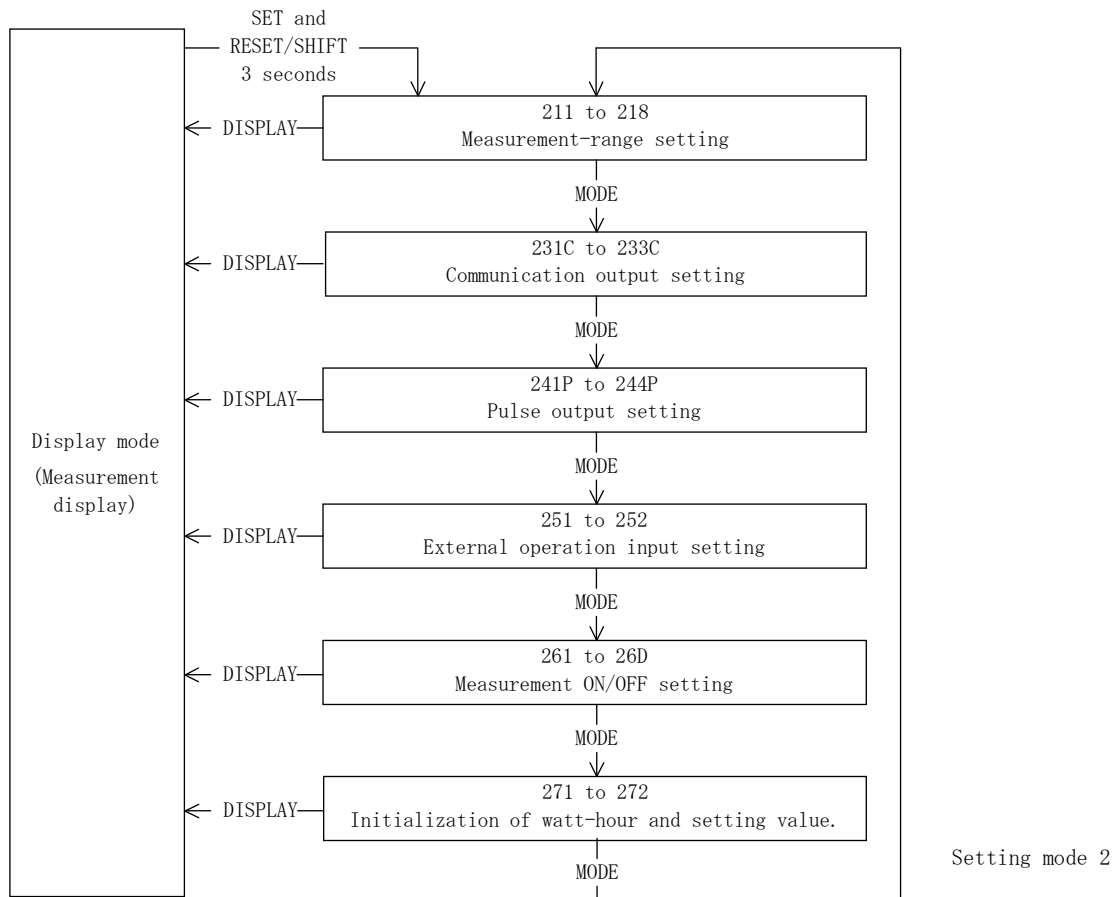 SET and
RESET/SHIFT
3 seconds
211 to 218
Measurement-range setting
DISPLAY
MODE
231C to 233C
Communication output setting
DISPLAY
MODE
241P to 244P
Pulse output setting
DISPLAY
Display mode
(Measurement
display)
MODE
251 to 252
External operation input setting
DISPLAY
MODE
261 to 26D
Measurement ON/OFF setting
DISPLAY
MODE
271 to 272
Initialization of watt-hour and setting value.
DISPLAY
Setting mode 2
MODE